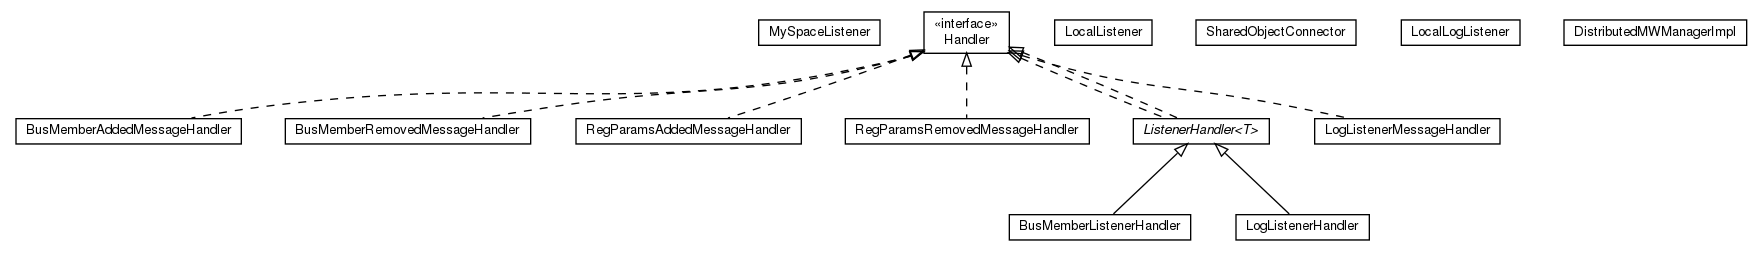 MySpaceListener
«interface»
Handler
LocalListener
SharedObjectConnector
LocalLogListener
DistributedMWManagerImpl
BusMemberAddedMessageHandler
BusMemberRemovedMessageHandler
RegParamsAddedMessageHandler
RegParamsRemovedMessageHandler
ListenerHandler<T>
LogListenerMessageHandler
BusMemberListenerHandler
LogListenerHandler